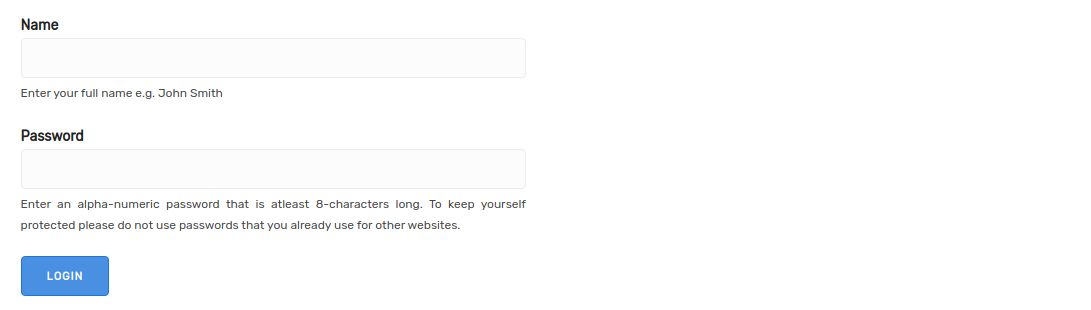 Name
Enter your full name e.g. John Smith
Password
Enter an alpha-numeric password that is atleast 8-characters long. To keep yourself
protected please do not use passwords that you already use for other websites.
LOGIN